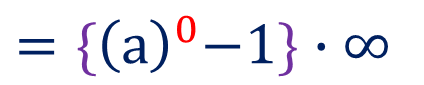 = {(a)⁰−1} · ∞